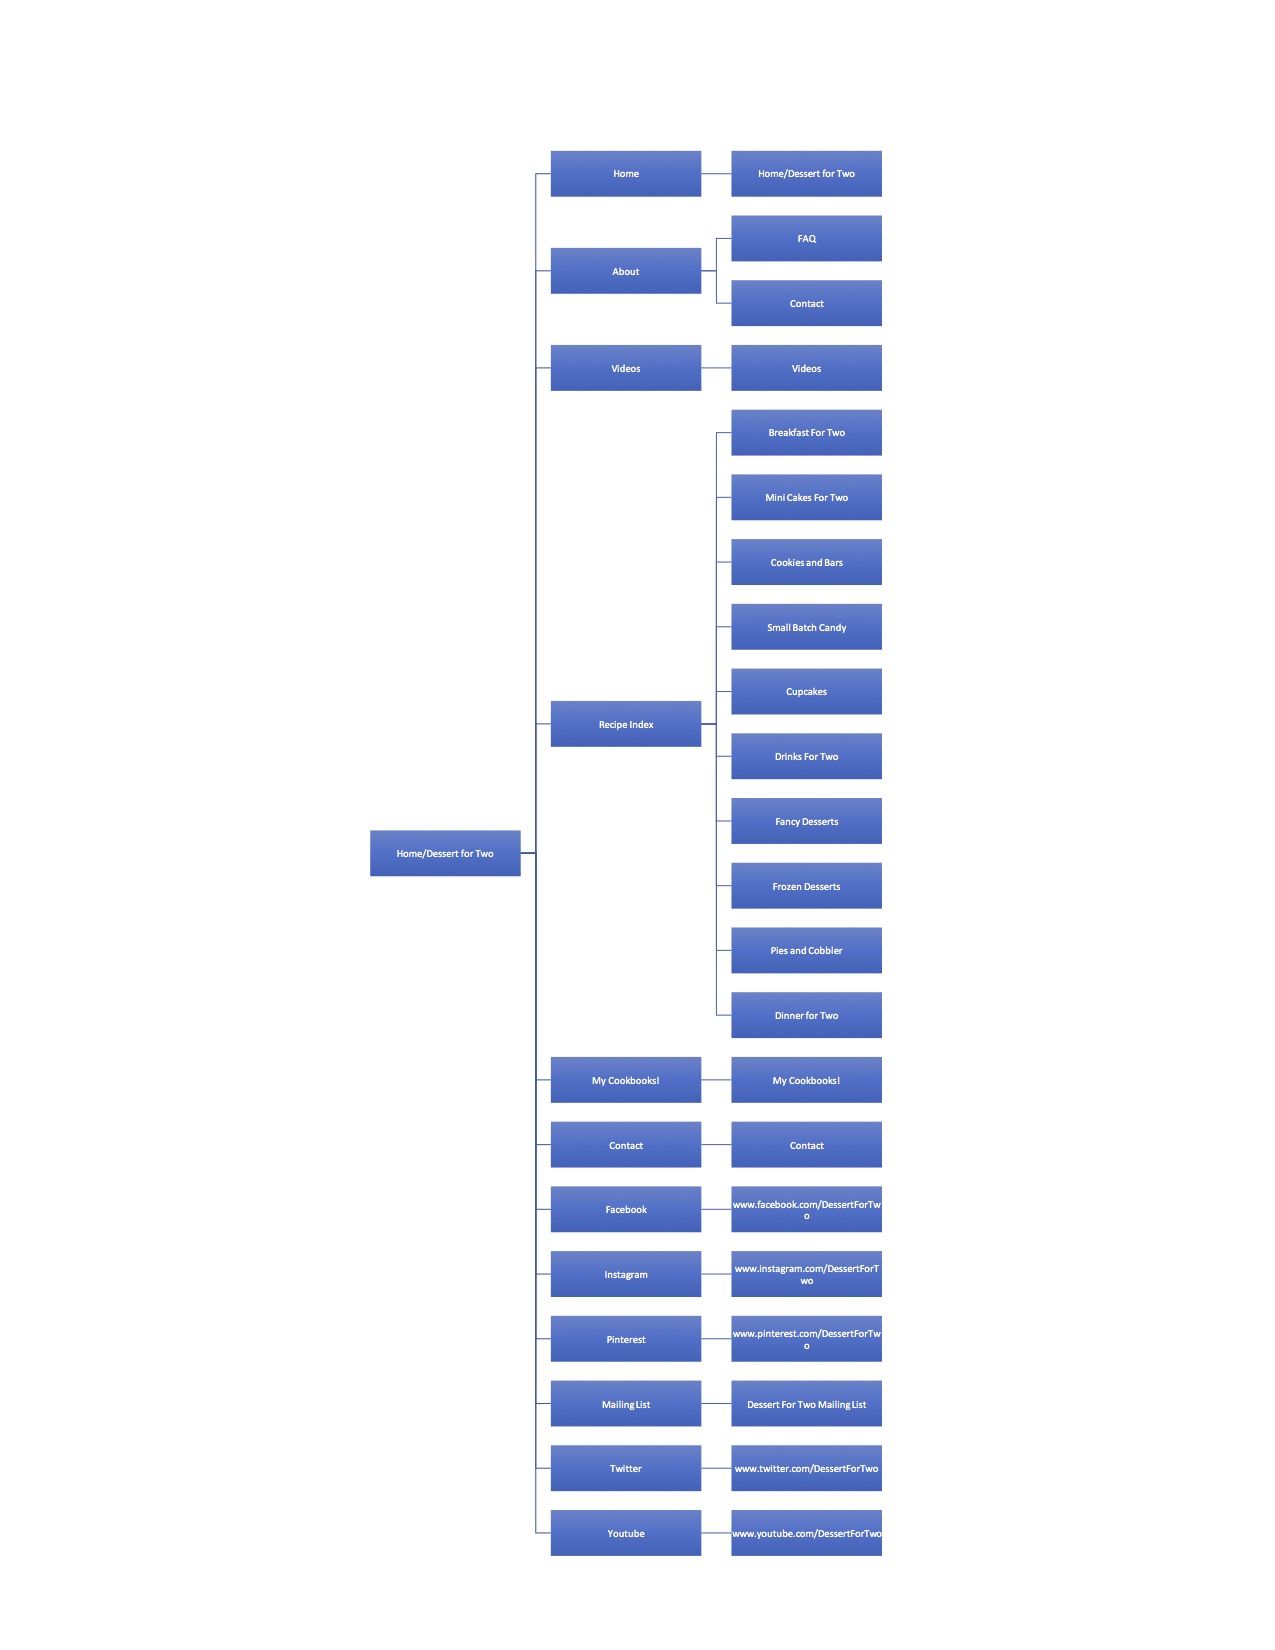 Home
Home/Dessert for Two
FAQ
About
Contact
Videos
Videos
Breakfast For Two
Mini Cakes For Two
Cookies and Bars
Small Batch Candy
Cupcakes
Recipe Index
Drinks For Two
Fancy Desserts
Home/Dessert for Two
Frozen Desserts
Pies and Cobbler
Dinner for Two
My Cookbooks!
My Cookbooks!
Contact
Contact
Facebook
www.facebook.com/DessertForTw
o
Instagram
www.instagram.com/DessertForT
wo
Pinterest
www.pinterest.com/DessertForTw
o
Mailing List
Dessert For Two Mailing List
Twitter
www.twitter.com/DessertForTwo
Youtube
www.youtube.com/DessertForTwo